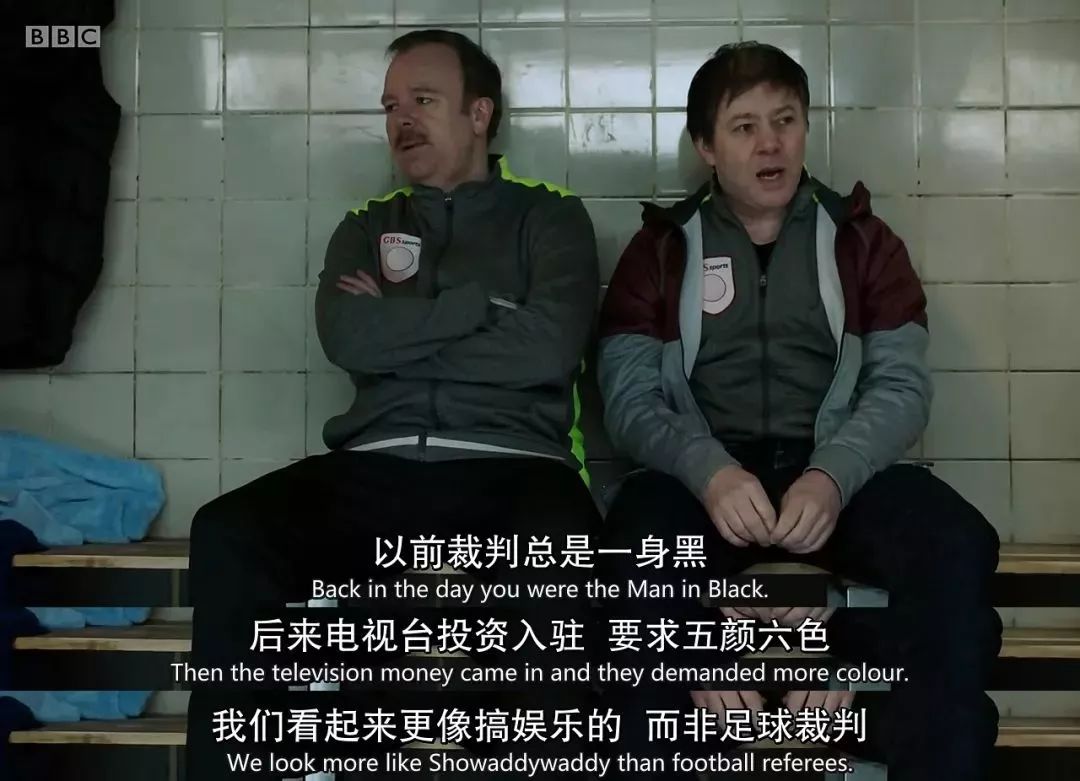 BBC
CBS sports
S sports
以前裁判总是一身黑
Back in the day you were the Man in Black.
后来电视台投资入驻 要求五颜六色
Then the television money came in and they demanded more colour.
我们看起来更像搞娱乐的 而非足球裁判
We look more like Showaddywaddy than football referees.